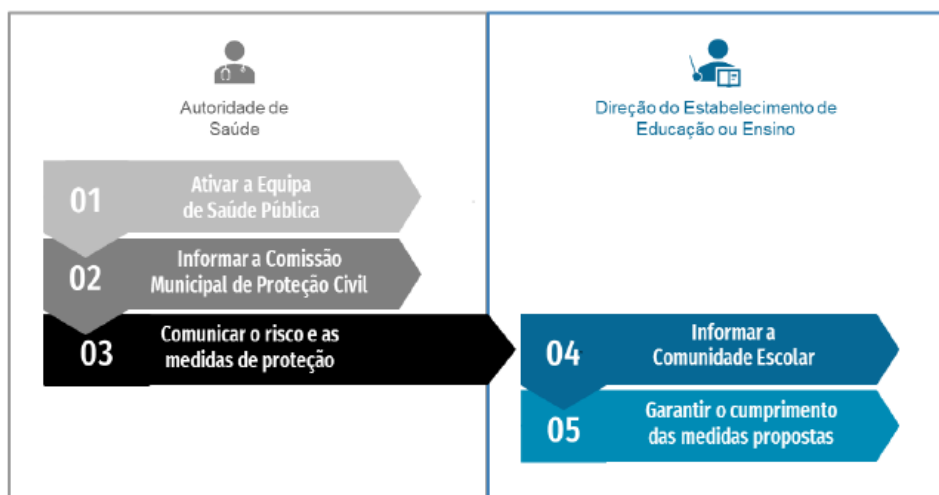 Autoridade de
Saúde
01
Ativar a Equipa
de Saúde Pública
02
Informar a Comissão
Municipal de Proteção Civil
03
Comunicar o risco e as
medidas de proteção
Direção do Estabelecimento de
Educação ou Ensino
04
Informar a
Comunidade Escolar
05
Garantir o cumprimento
das medidas propostas